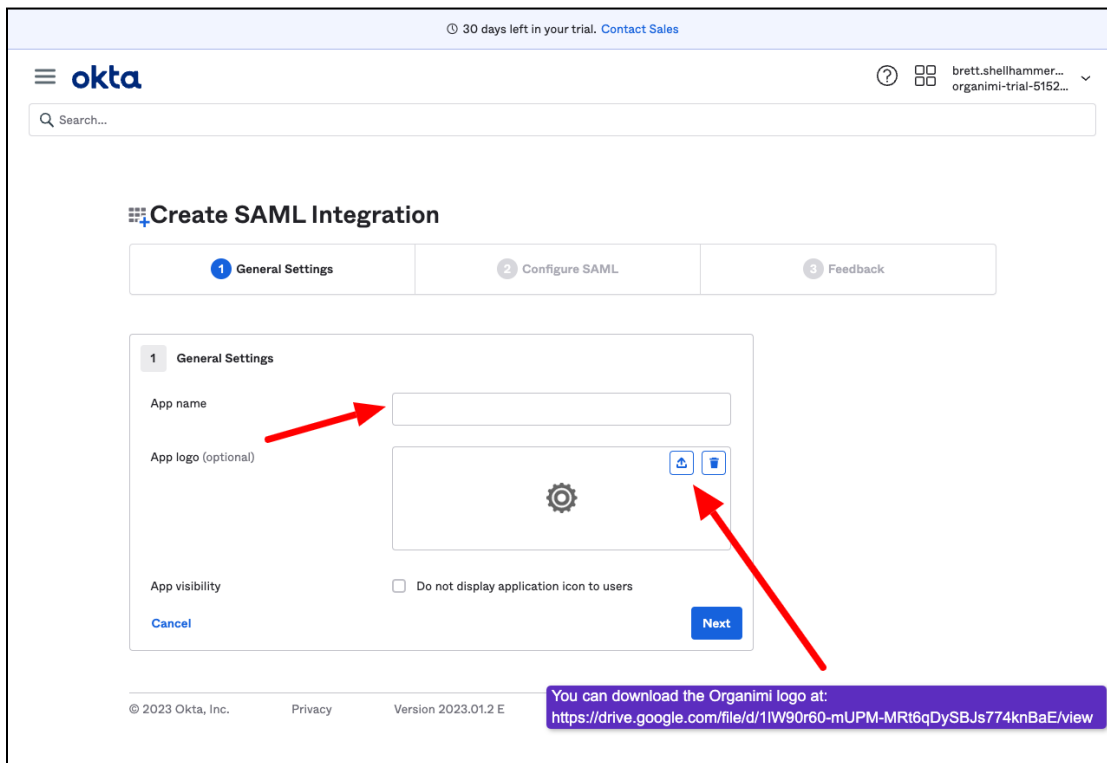 30 days left in your trial. Contact Sales
okta
brett.shellhammer...
organimi-trial-5152...
Search...
Create SAML Integration
1 General Settings
2 Configure SAML
3 Feedback
1 General Settings
App name
App logo (optional)
App visibility
Do not display application icon to users
Cancel
Next
© 2023 Okta, Inc.
Privacy
Version 2023.01.2 E
You can download the Organimi logo at:
https://drive.google.com/file/d/1lW90r60-mUPM-MRt6qDySBJs774knBaE/view